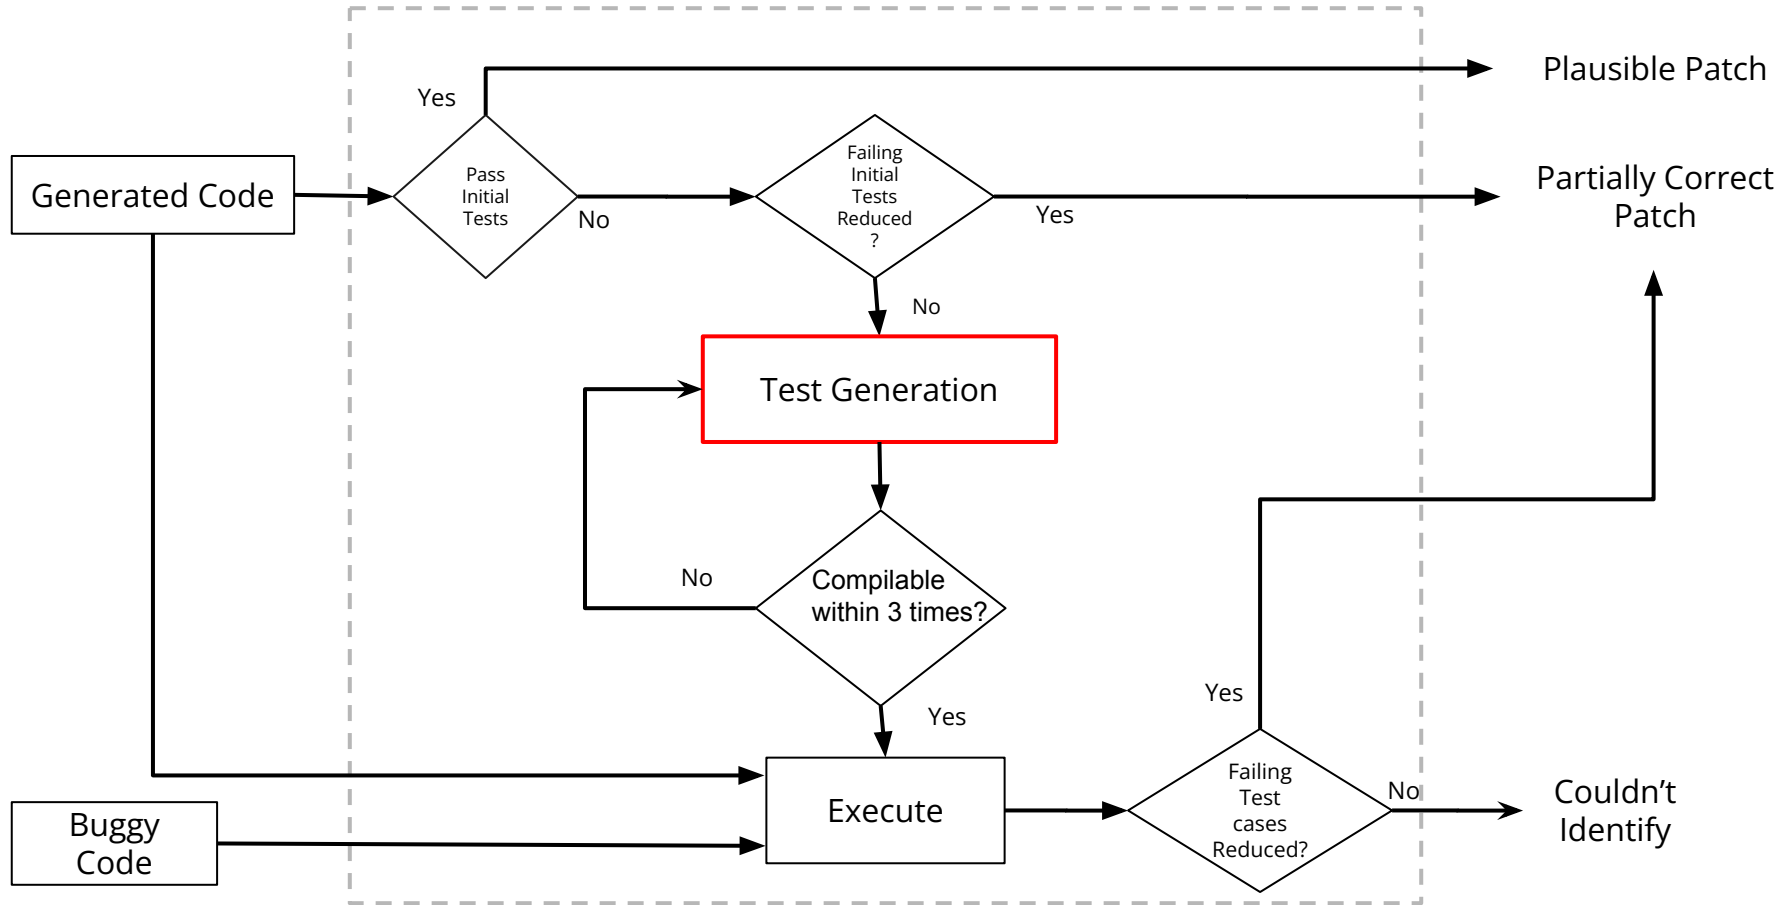 Plausible Patch
Yes
Generated Code
Pass
Initial
Tests
No
Failing
Initial
Tests
Reduced
?
Yes
Partially Correct
Patch
No
Test Generation
No
Compilable
within 3 times?
Yes
Yes
Buggy
Code
Execute
Failing
Test
cases
Reduced?
No
Couldn’t
Identify